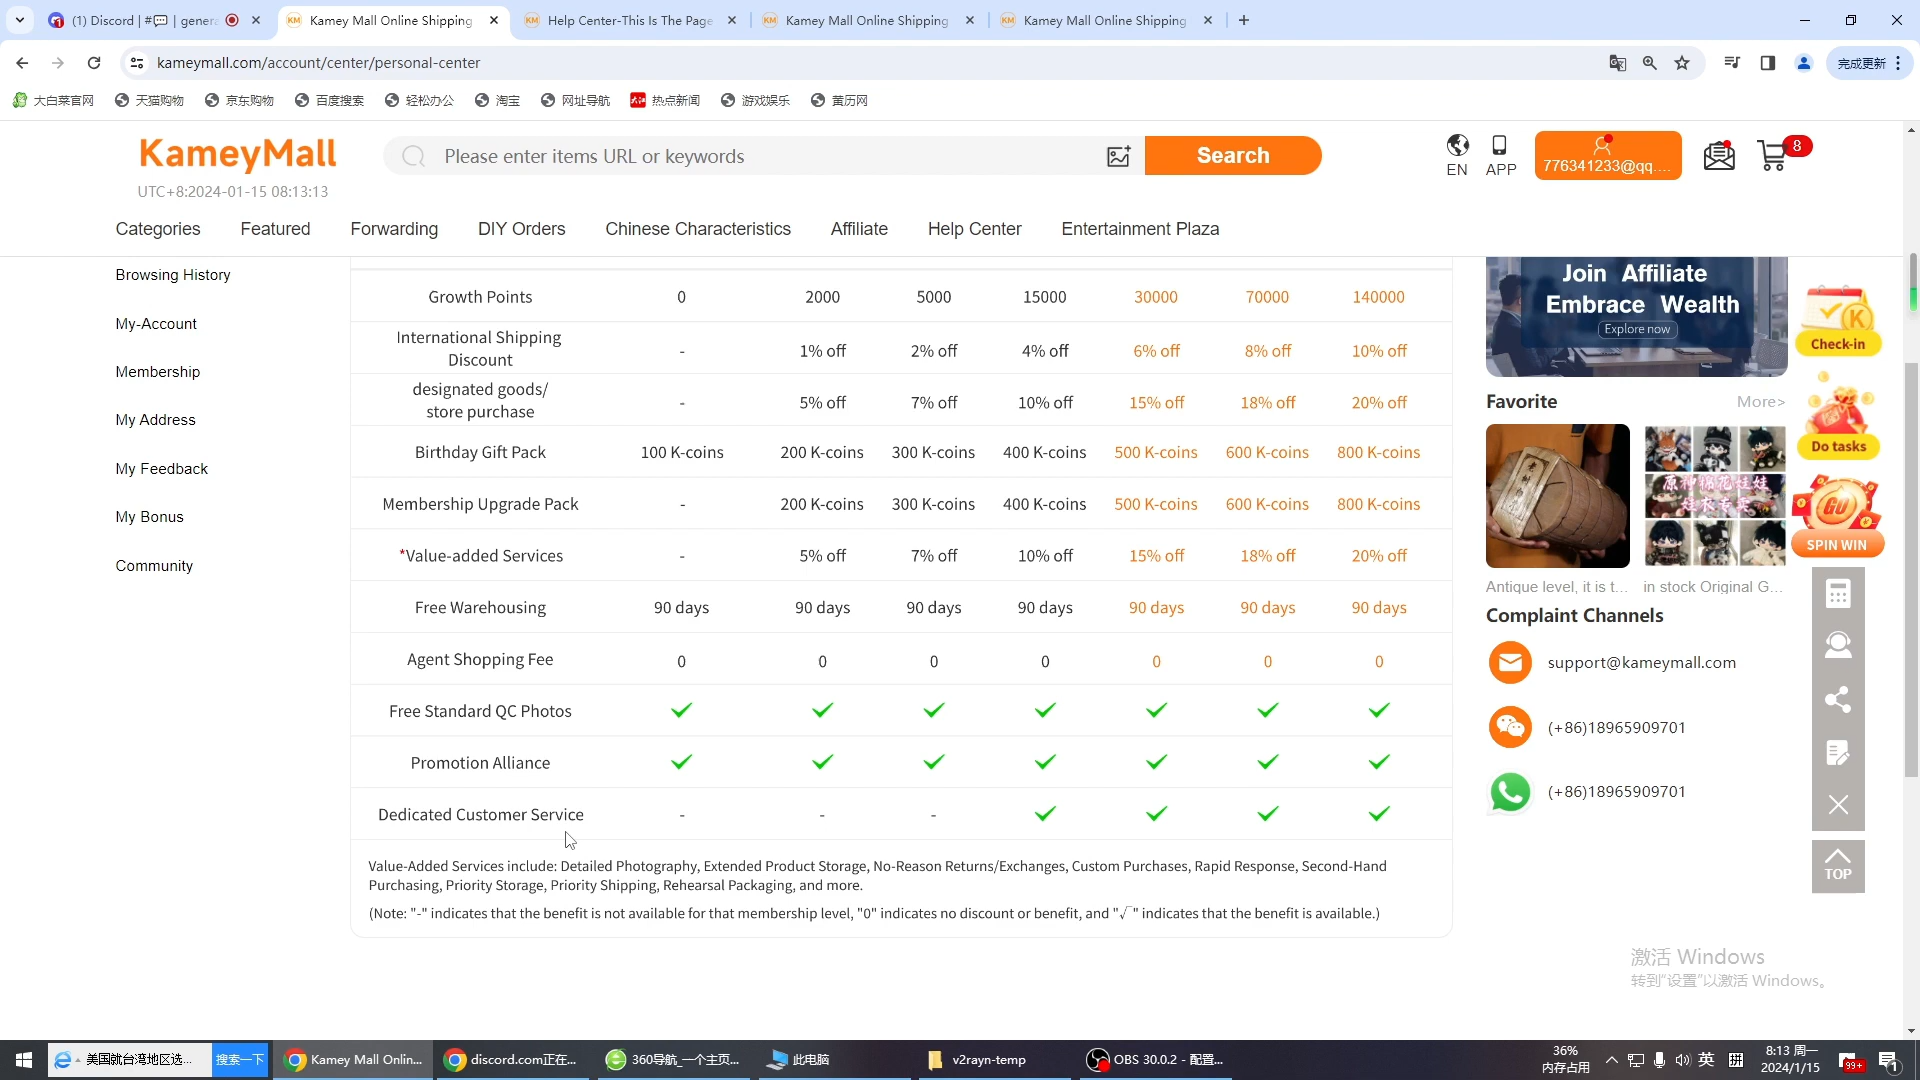 (1) Discord | #💬 | genera
Kamey Mall Online Shipping
Help Center-This Is The Page
Kamey Mall Online Shipping
Kamey Mall Online Shipping
kameymall.com/account/center/personal-center
完成更新
大白菜官网
天猫购物
京东购物
百度搜索
轻松办公
淘宝
网址导航
热点新闻
游戏娱乐
黄历网
KameyMall
UTC+8:2024-01-15 08:13:13
Please enter items URL or keywords
Search
EN
APP
776341233@qq....
8
Categories
Featured
Forwarding
DIY Orders
Chinese Characteristics
Affiliate
Help Center
Entertainment Plaza
Browsing History
My-Account
Membership
My Address
My Feedback
My Bonus
Community
Growth Points 0 2000 5000 15000 30000 70000 140000
International Shipping
Discount - 1% off 2% off 4% off 6% off 8% off 10% off
designated goods/
store purchase - 5% off 7% off 10% off 15% off 18% off 20% off
Birthday Gift Pack 100 K-coins 200 K-coins 300 K-coins 400 K-coins 500 K-coins 600 K-coins 800 K-coins
Membership Upgrade Pack - 200 K-coins 300 K-coins 400 K-coins 500 K-coins 600 K-coins 800 K-coins
*Value-added Services - 5% off 7% off 10% off 15% off 18% off 20% off
Free Warehousing 90 days 90 days 90 days 90 days 90 days 90 days 90 days
Agent Shopping Fee 0 0 0 0 0 0 0
Free Standard QC Photos
Promotion Alliance
Dedicated Customer Service - - -
Value-Added Services include: Detailed Photography, Extended Product Storage, No-Reason Returns/Exchanges, Custom Purchases, Rapid Response, Second-Hand
Purchasing, Priority Storage, Priority Shipping, Rehearsal Packaging, and more.
(Note: "-" indicates that the benefit is not available for that membership level, "0" indicates no discount or benefit, and "√" indicates that the benefit is available.)
Join Affiliate
Embrace Wealth
Explore now
Favorite
More>
原神棉花娃娃
娃衣专卖
Antique level, it is t...
in stock Original G...
Complaint Channels
support@kameymall.com
(+86)18965909701
(+86)18965909701
K
Check-in
Do tasks
GO
SPIN WIN
TOP
激活 Windows
转到"设置"以激活 Windows。
美国就台湾地区选...
搜索一下
Kamey Mall Onlin...
discord.com正在...
360导航_一个主页...
此电脑
v2rayn-temp
OBS 30.0.2 - 配置...
36%
内存占用
英
拼
8:13 周一
2024/1/15
99+
1